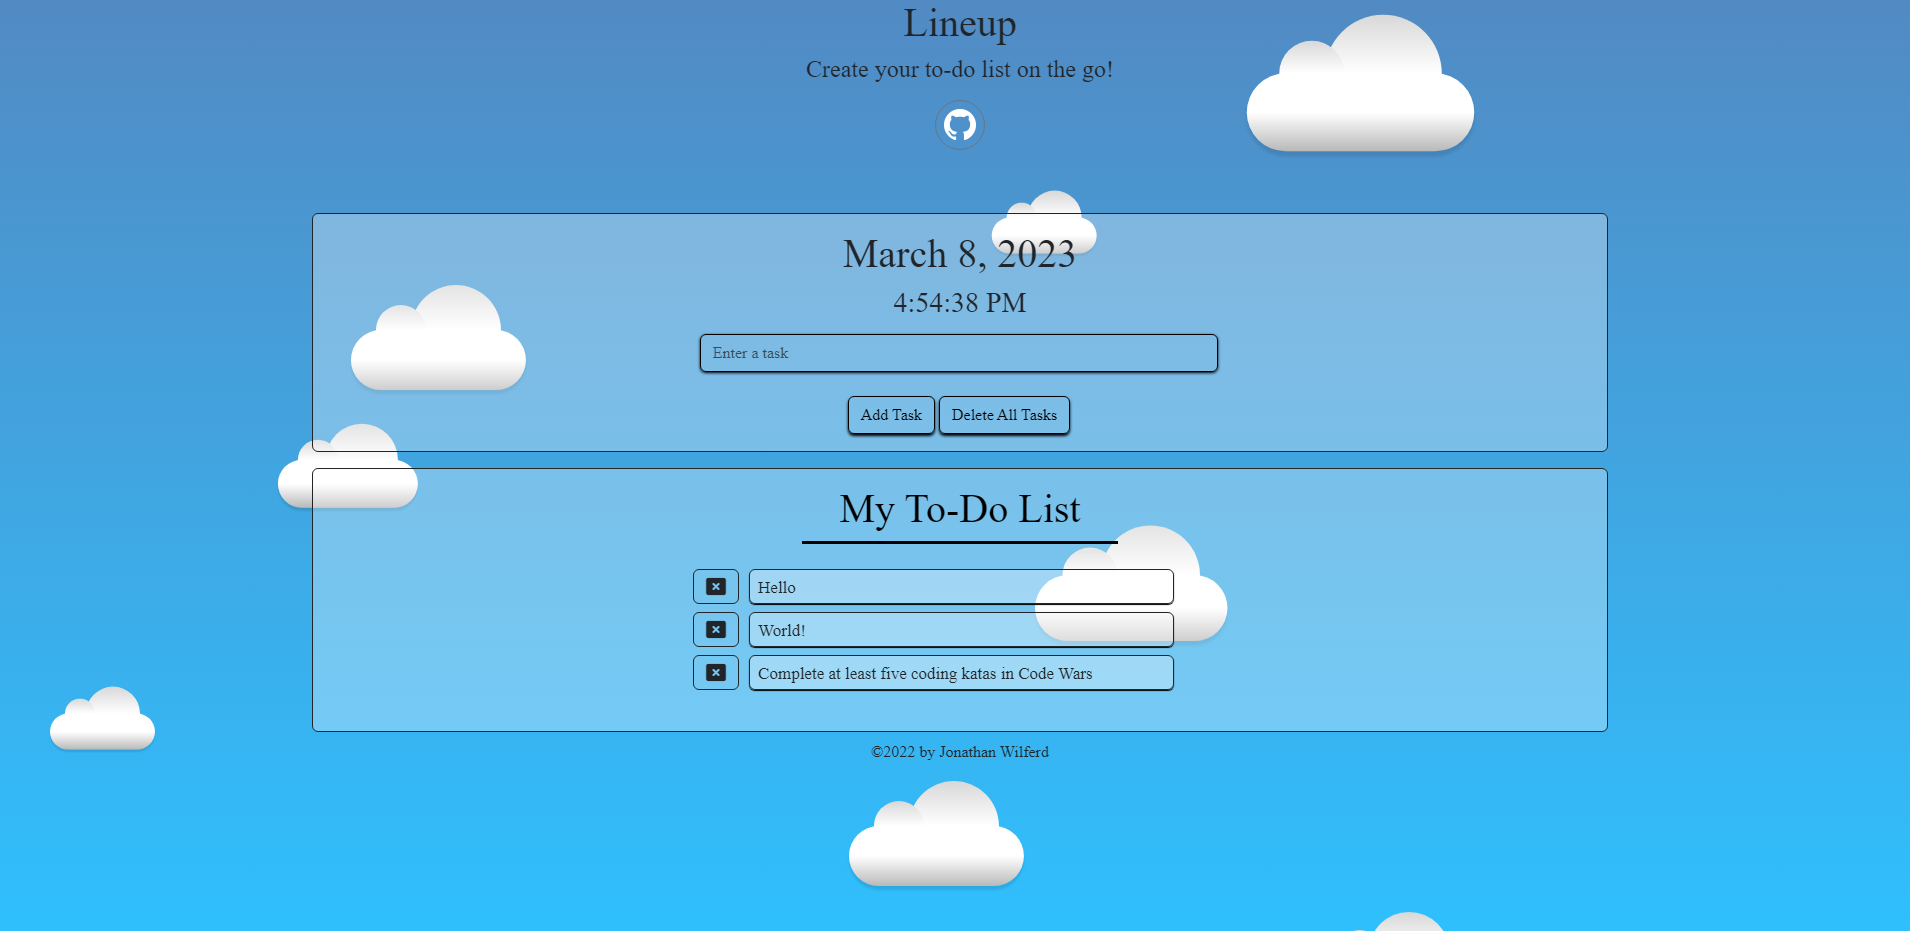 Lineup
Create your to-do list on the go!
March 8, 2023
4:54:38 PM
Enter a task
Add Task Delete All Tasks
My To-Do List
Hello
World!
Complete at least five coding katas in Code Wars
©2022 by Jonathan Wilferd